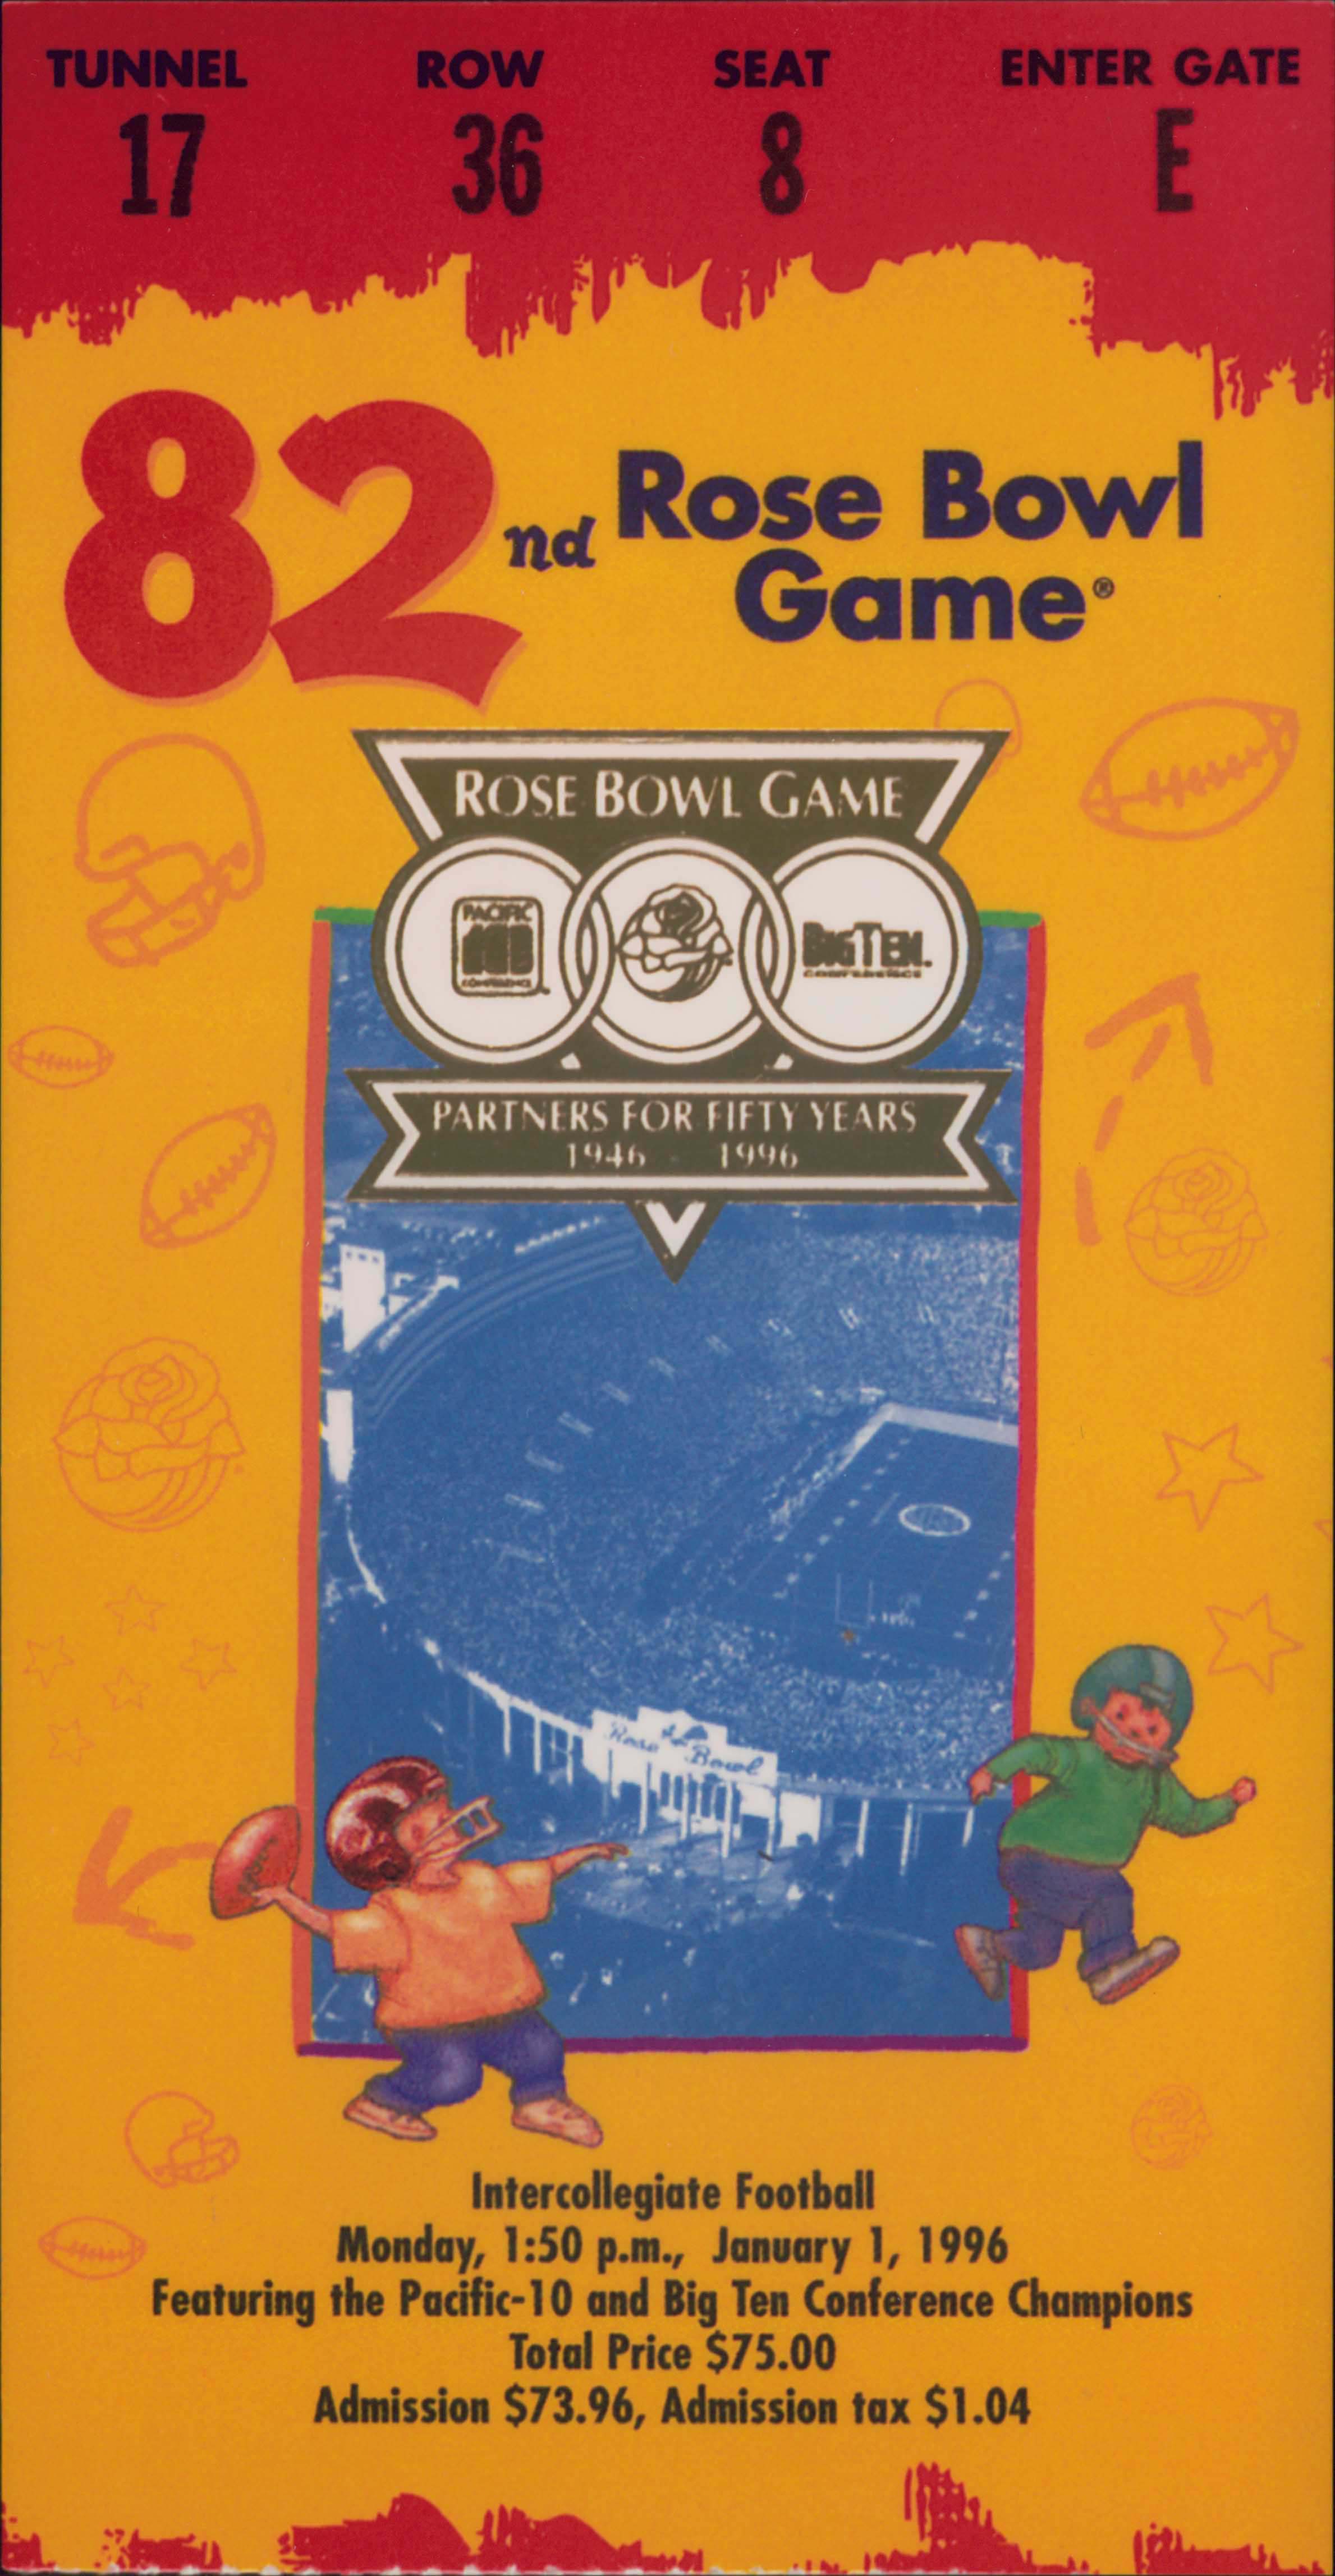 TUNNEL ROW SEAT ENTER GATE
17 36 8 E
82nd Rose Bowl
Game®
ROSE BOWL GAME
PACIFIC
CONFERENCE
BIG TEN.
CONFERENCE
PARTNERS FOR FIFTY YEARS
1946 - 1996
Rose Bowl
Intercollegiate Football
Monday, 1:50 p.m., January 1, 1996
Featuring the Pacific-10 and Big Ten Conference Champions
Total Price $75.00
Admission $73.96, Admission tax $1.04